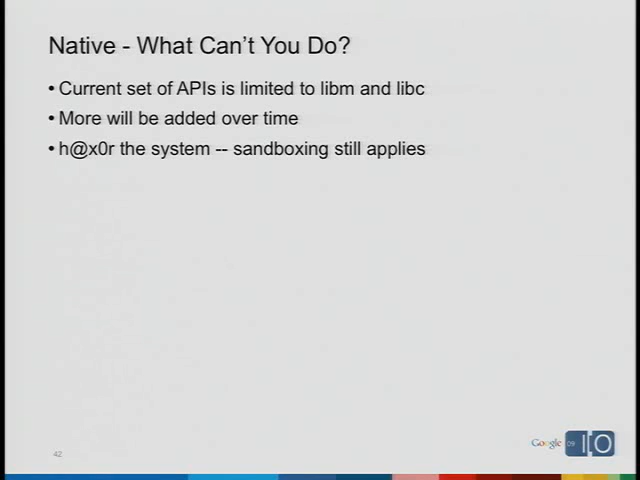 Native - What Can't You Do?
• Current set of APIs is limited to libm and libc
• More will be added over time
• h@x0r the system -- sandboxing still applies
42
Google 09 I/O